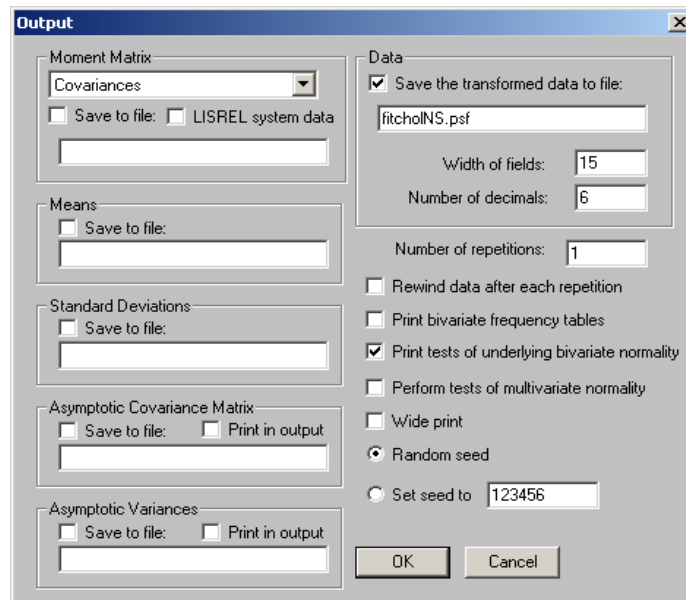 Output
Moment Matrix
Covariances
Save to file: LISREL system data
Means
Save to file:
Standard Deviations
Save to file:
Asymptotic Covariance Matrix
Save to file: Print in output
Asymptotic Variances
Save to file: Print in output
Data
Save the transformed data to file:
fitcholNS.psf
Width of fields: 15
Number of decimals: 6
Number of repetitions: 1
Rewind data after each repetition
Print bivariate frequency tables
Print tests of underlying bivariate normality
Perform tests of multivariate normality
Wide print
Random seed
Set seed to 123456
OK Cancel